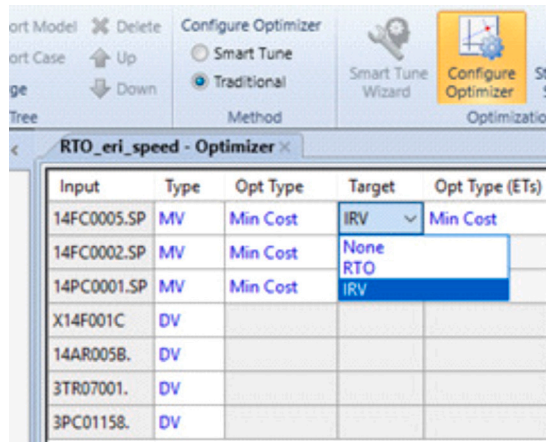 ort Model Delete Configure Optimizer
ort Case Up Smart Tune
ge Down Traditional Smart Tune Wizard Configure Optimizer St
Tree Method Optimizatio
RTO_eri_speed - Optimizer
Input Type Opt Type Target Opt Type (ETs)
14FC0005.SP MV Min Cost IRV Min Cost
14FC0002.SP MV Min Cost None
RTO
14PC0001.SP MV Min Cost IRV
X14F001C DV
14AR005B. DV
3TR07001. DV
3PC01158. DV